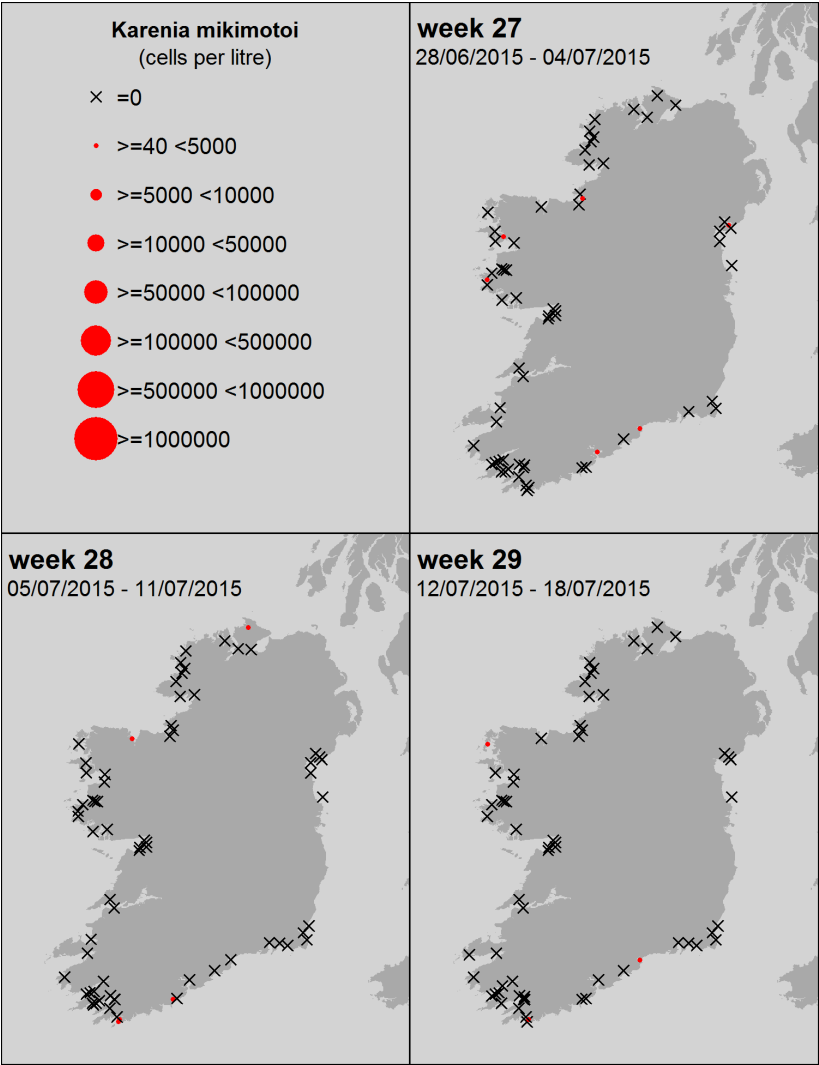 Karenia mikimotoi
(cells per litre)
=0
>=40 <5000
>=5000 <10000
>=10000 <50000
>=50000 <100000
>=100000 <500000
>=500000 <1000000
>=1000000
week 27
28/06/2015 - 04/07/2015
week 28
05/07/2015 - 11/07/2015
week 29
12/07/2015 - 18/07/2015